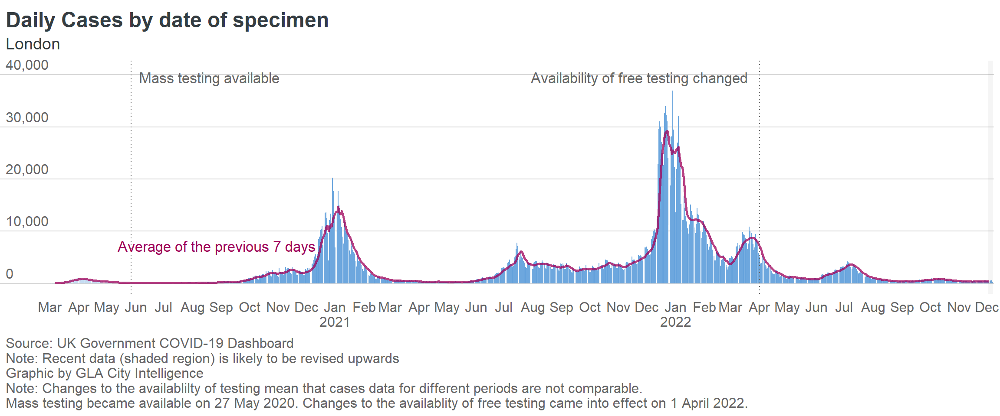 Daily Cases by date of specimen
London
40,000
Mass testing available
Availability of free testing changed
30,000
20,000
10,000
Average of the previous 7 days
0
Mar Apr May Jun Jul Aug Sep Oct Nov Dec Jan Feb Mar Apr May Jun Jul Aug Sep Oct Nov Dec Jan Feb Mar Apr May Jun Jul Aug Sep Oct Nov Dec
2021 2022
Source: UK Government COVID-19 Dashboard
Note: Recent data (shaded region) is likely to be revised upwards
Graphic by GLA City Intelligence
Note: Changes to the availablilty of testing mean that cases data for different periods are not comparable.
Mass testing became available on 27 May 2020. Changes to the availablity of free testing came into effect on 1 April 2022.